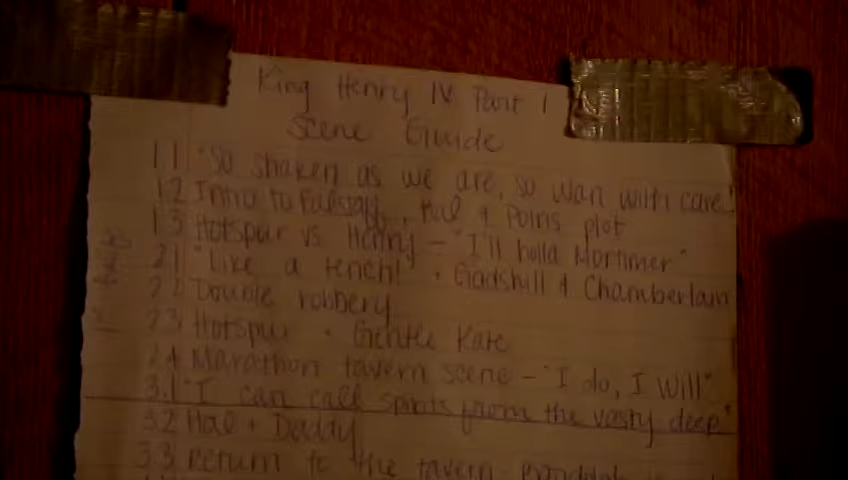 King Henry IV Part 1
Scene Guide
1.1 "So shaken as we are, so wan with care!"
1.2 Intro to Falstaff, Hal + Poins plot
1.3 Hotspur vs. Henry - "I'll holla Mortimer"
2.1 "Like a tench!" · Gadshill + Chamberlain
2.2 Double robbery
2.3 Hotspur · Gentle Kate
2.4 Marathon tavern scene - "I do, I will"
3.1 "I can call spirits from the vasty deep"
3.2 Hal + Daddy
3.3 Return to the tavern